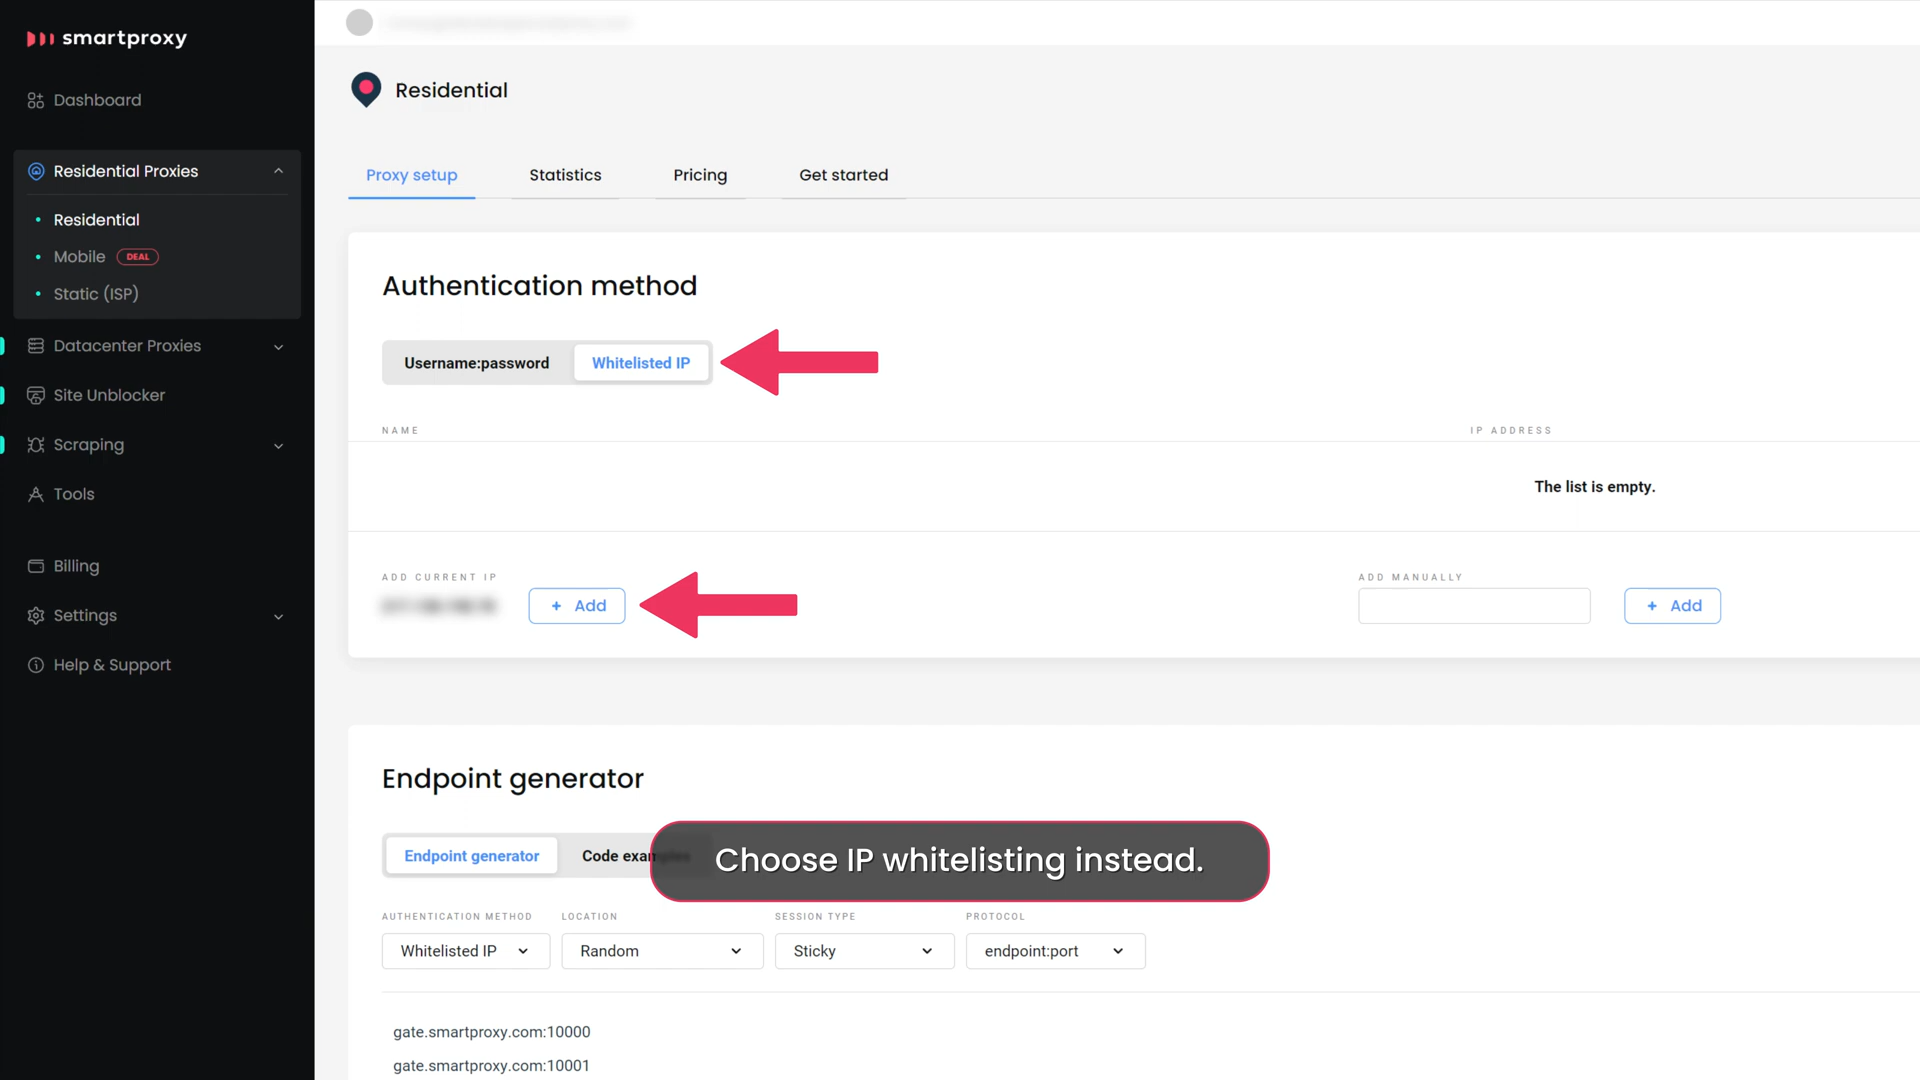 smartproxy
Dashboard
Residential Proxies
Residential
Mobile DEAL
Static (ISP)
Datacenter Proxies
Site Unblocker
Scraping
Tools
Billing
Settings
Help & Support
Residential
Proxy setup Statistics Pricing Get started
Authentication method
Username:password Whitelisted IP
NAME IP ADDRESS
The list is empty.
ADD CURRENT IP ADD MANUALLY
+ Add + Add
Endpoint generator
Endpoint generator Code examples
Choose IP whitelisting instead.
AUTHENTICATION METHOD LOCATION SESSION TYPE PROTOCOL
Whitelisted IP Random Sticky endpoint:port
gate.smartproxy.com:10000
gate.smartproxy.com:10001